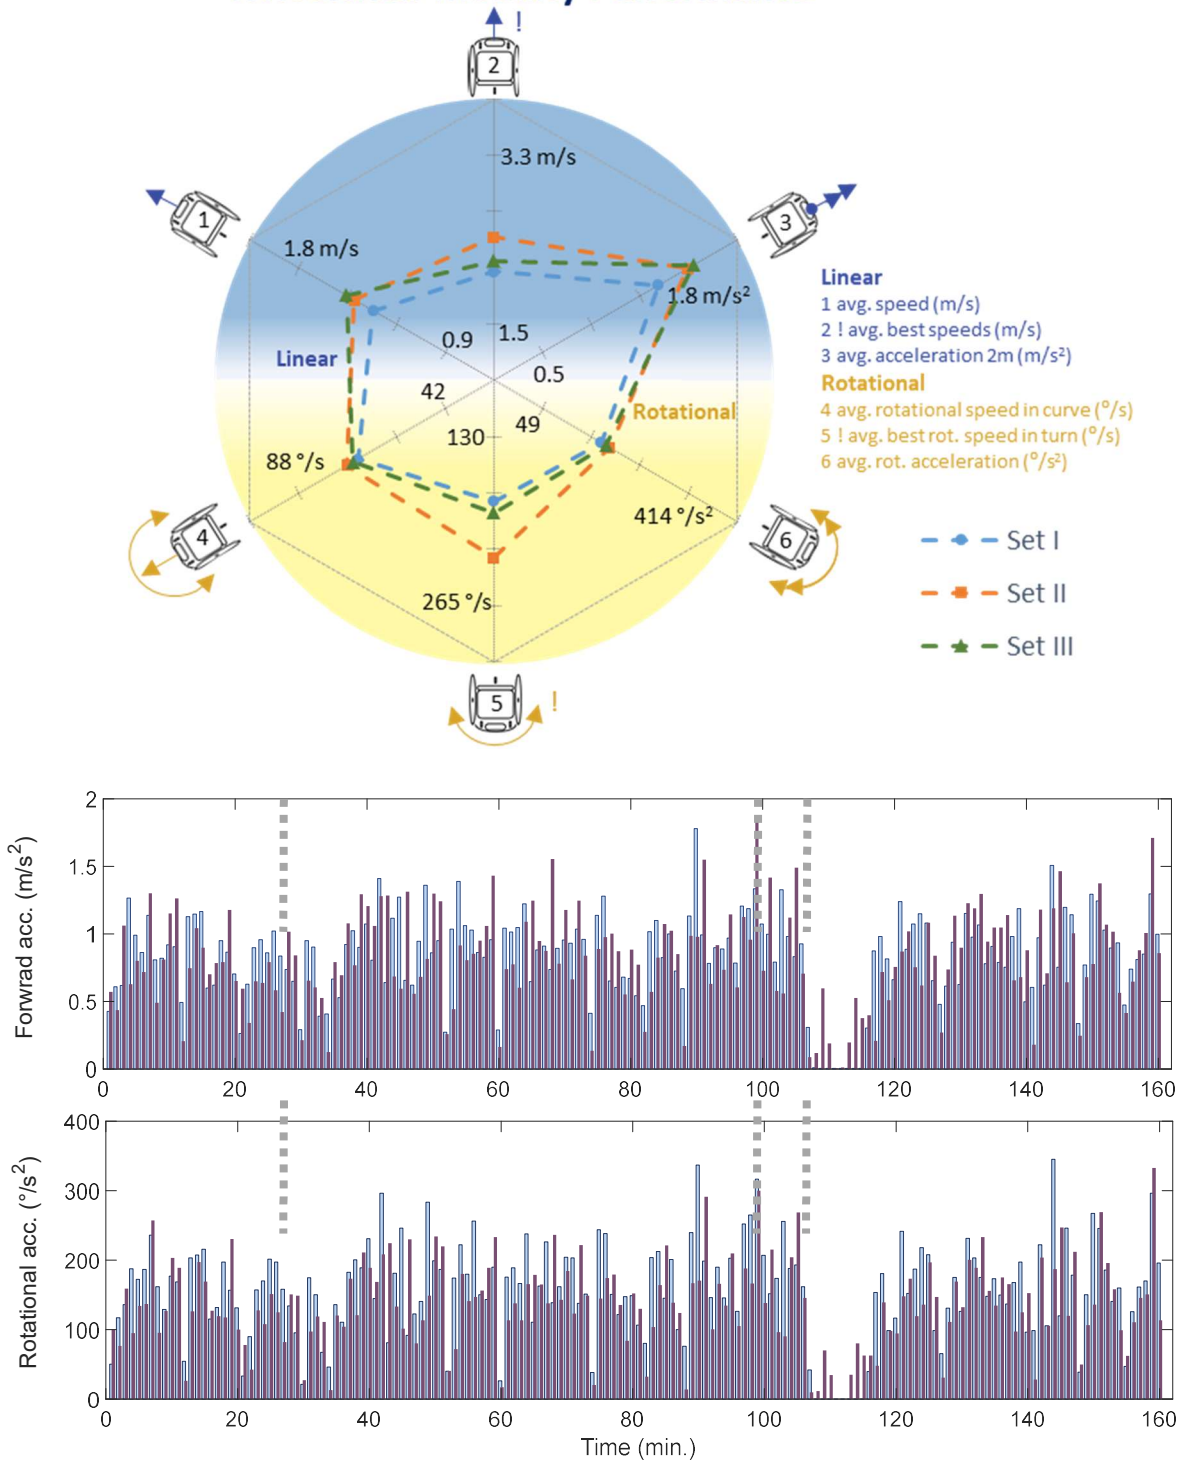 2 !
3.3 m/s
1
3
1.8 m/s
1.8 m/s²
Linear
1 avg. speed (m/s)
2 ! avg. best speeds (m/s)
3 avg. acceleration 2m (m/s²)
Rotational
4 avg. rotational speed in curve (°/s)
5 ! avg. best rot. speed in turn (°/s)
6 avg. rot. acceleration (°/s²)
0.9
1.5
Linear
0.5
42
Rotational
49
130
88 °/s
414 °/s²
4
6
265 °/s
5 !
Set I
Set II
Set III
Forwrad acc. (m/s²)
2
1.5
1
0.5
0
0 20 40 60 80 100 120 140 160
Rotational acc. (°/s²)
400
300
200
100
0
0 20 40 60 80 100 120 140 160
Time (min.)